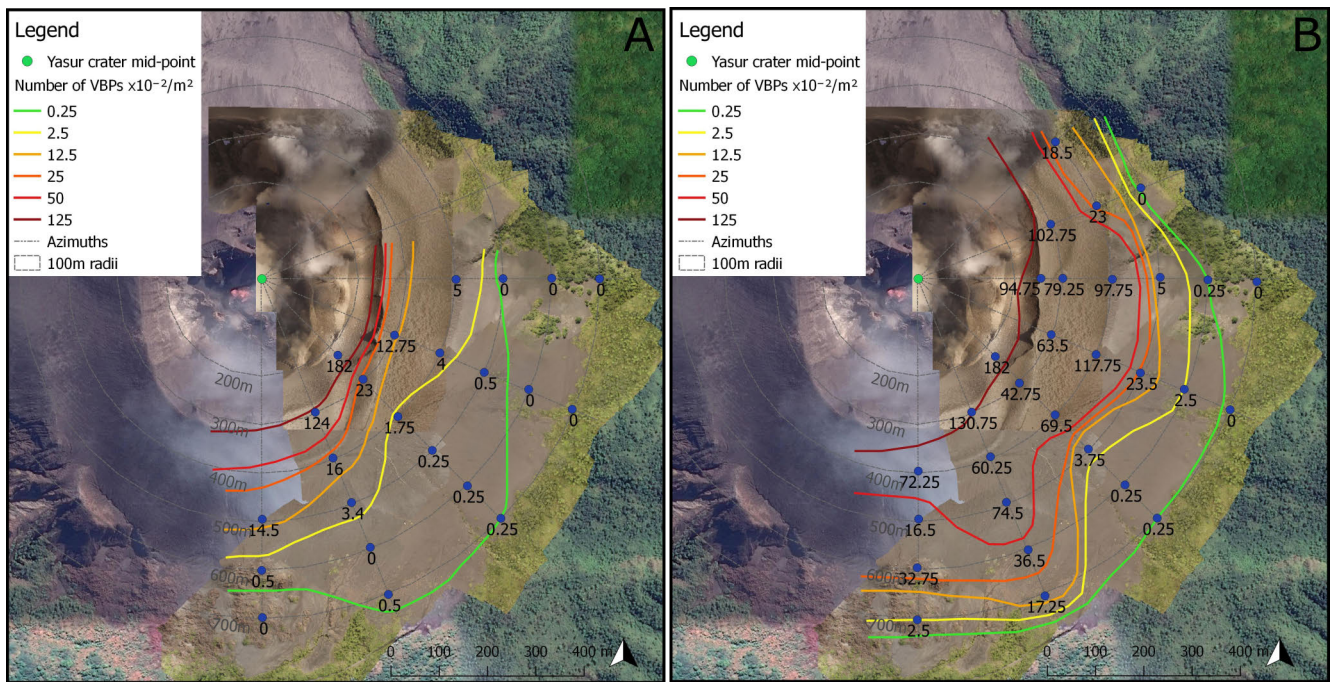 A
Legend
Yasur crater mid-point
Number of VBPs x10⁻²/m²
0.25
2.5
12.5
25
50
125
Azimuths
100m radii
5
0
0
0
12.75
182
4
23
0.5
0
0
124
1.75
16
0.25
0.25
3.4
0.25
14.5
0
0.5
0.5
0
200m
300m
400m
500m
600m
700m
0 100 200 400 m
B
Legend
Yasur crater mid-point
Number of VBPs x10⁻²/m²
0.25
2.5
12.5
25
50
125
Azimuths
100m radii
18.5
0
23
102.75
94.75 79.25 97.75 5 0.25 0
63.5
182
117.75
42.75
23.5
2.5
130.75
69.5
0
60.25
3.75
72.25
0.25
74.5
16.5
0.25
36.5
32.75
17.25
2.5
200m
300m
400m
500m
600m
700m
0 100 200 400 m